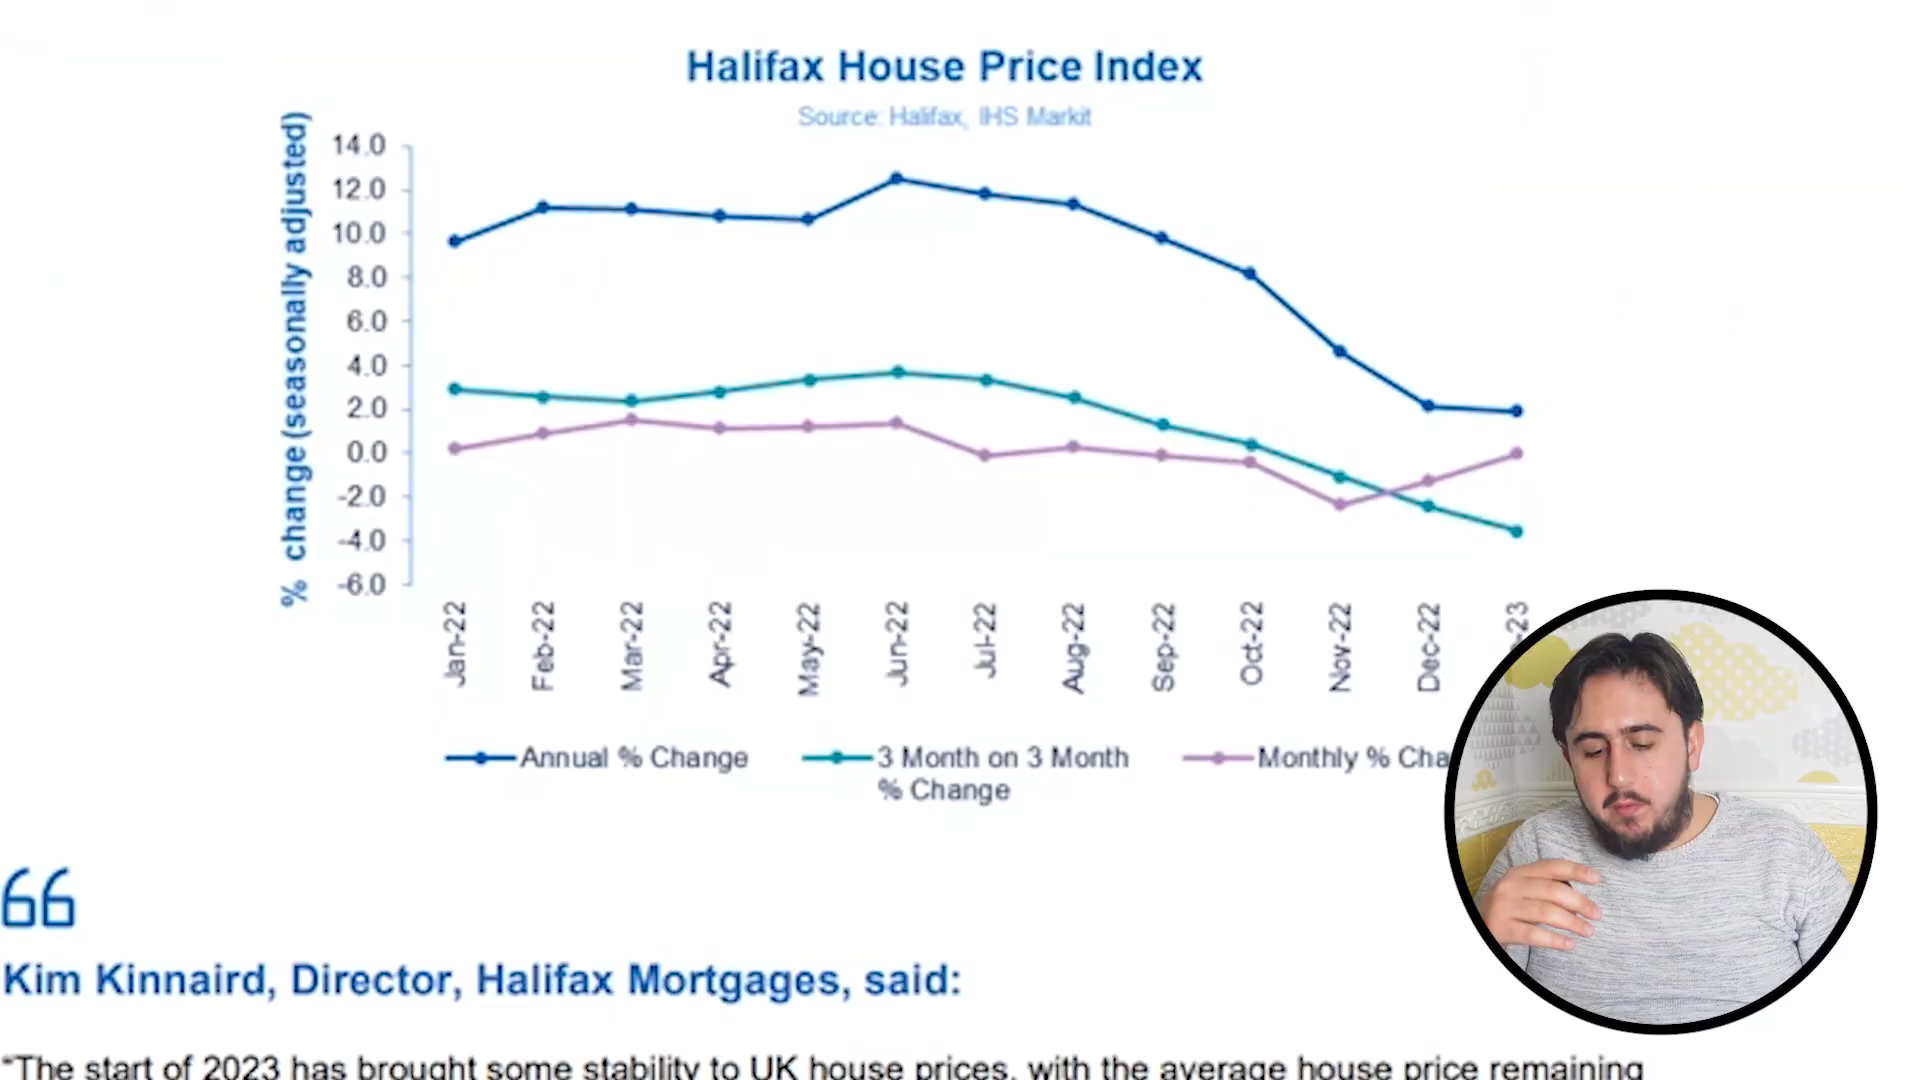 Halifax House Price Index
Source: Halifax, IHS Markit
% change (seasonally adjusted)
14.0
12.0
10.0
8.0
6.0
4.0
2.0
0.0
-2.0
-4.0
-6.0
Jan-22
Feb-22
Mar-22
Apr-22
May-22
Jun-22
Jul-22
Aug-22
Sep-22
Oct-22
Nov-22
Dec-22
23
Annual % Change
3 Month on 3 Month
% Change
Monthly % Cha
Kim Kinnaird, Director, Halifax Mortgages, said:
“The start of 2023 has brought some stability to UK house prices, with the average house price remaining